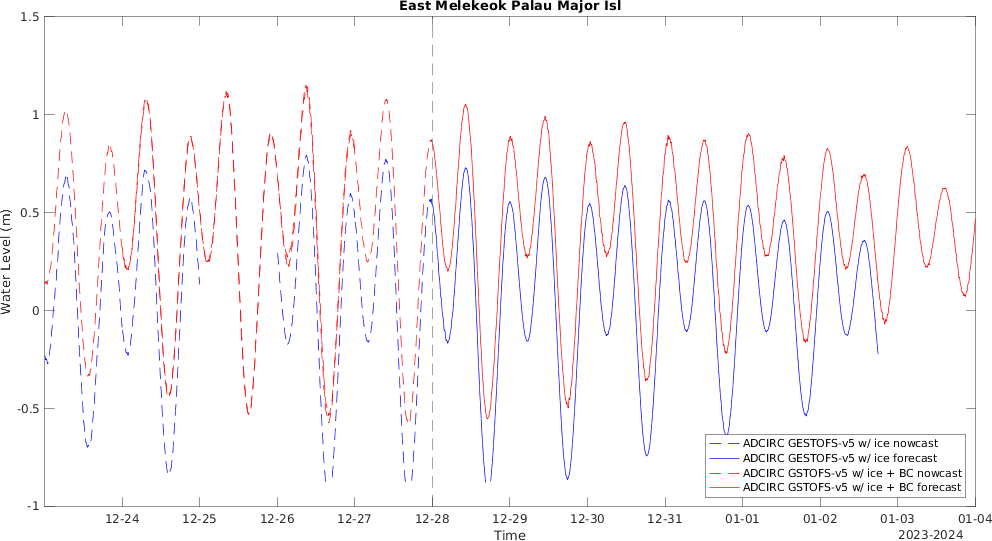 East Melekeok Palau Major Isl
1.5
1
0.5
0
-0.5
-1
Water Level (m)
12-24 12-25 12-26 12-27 12-28 12-29 12-30 12-31 01-01 01-02 01-03 01-04
Time
2023-2024
ADCIRC GESTOFS-v5 w/ ice nowcast
ADCIRC GESTOFS-v5 w/ ice forecast
ADCIRC GSTOFS-v5 w/ ice + BC nowcast
ADCIRC GSTOFS-v5 w/ ice + BC forecast